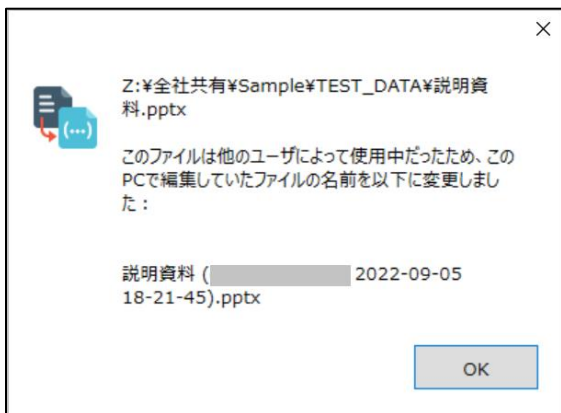 Z:¥全社共有¥Sample¥TEST_DATA¥説明資
料.pptx
このファイルは他のユーザによって使用中だったため、この
PCで編集していたファイルの名前を以下に変更しまし
た：
説明資料 ( 2022-09-05
18-21-45).pptx
(...)
OK